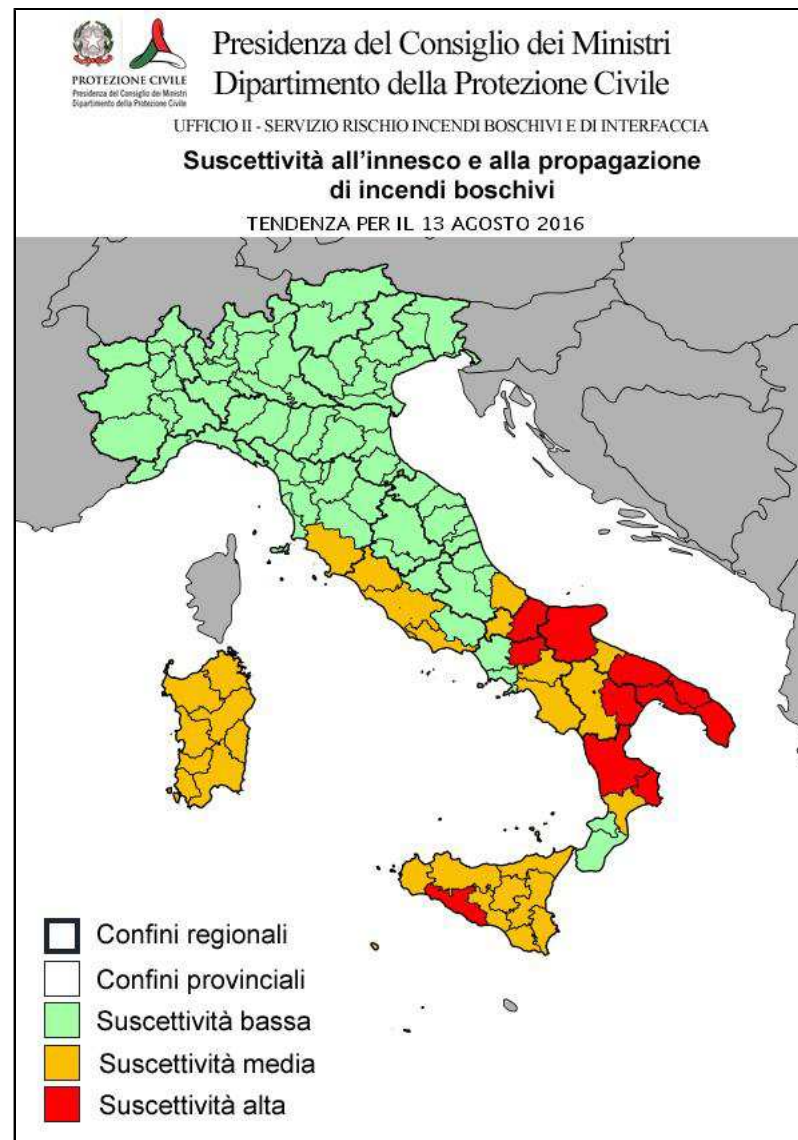 PROTEZIONE CIVILE
Presidenza del Consiglio dei Ministri
Dipartimento della Protezione Civile
Presidenza del Consiglio dei Ministri
Dipartimento della Protezione Civile
UFFICIO II - SERVIZIO RISCHIO INCENDI BOSCHIVI E DI INTERFACCIA
Suscettività all'innesco e alla propagazione
di incendi boschivi
TENDENZA PER IL 13 AGOSTO 2016
Confini regionali
Confini provinciali
Suscettività bassa
Suscettività media
Suscettività alta